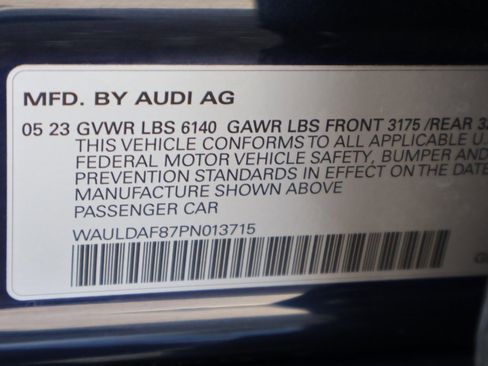 MFD. BY AUDI AG
05 23 GVWR LBS 6140 GAWR LBS FRONT 3175 /REAR
THIS VEHICLE CONFORMS TO ALL APPLICABLE
FEDERAL MOTOR VEHICLE SAFETY, BUMPER AND
PREVENTION STANDARDS IN EFFECT ON THE
MANUFACTURE SHOWN ABOVE
PASSENGER CAR
WAULDAF87PN013715